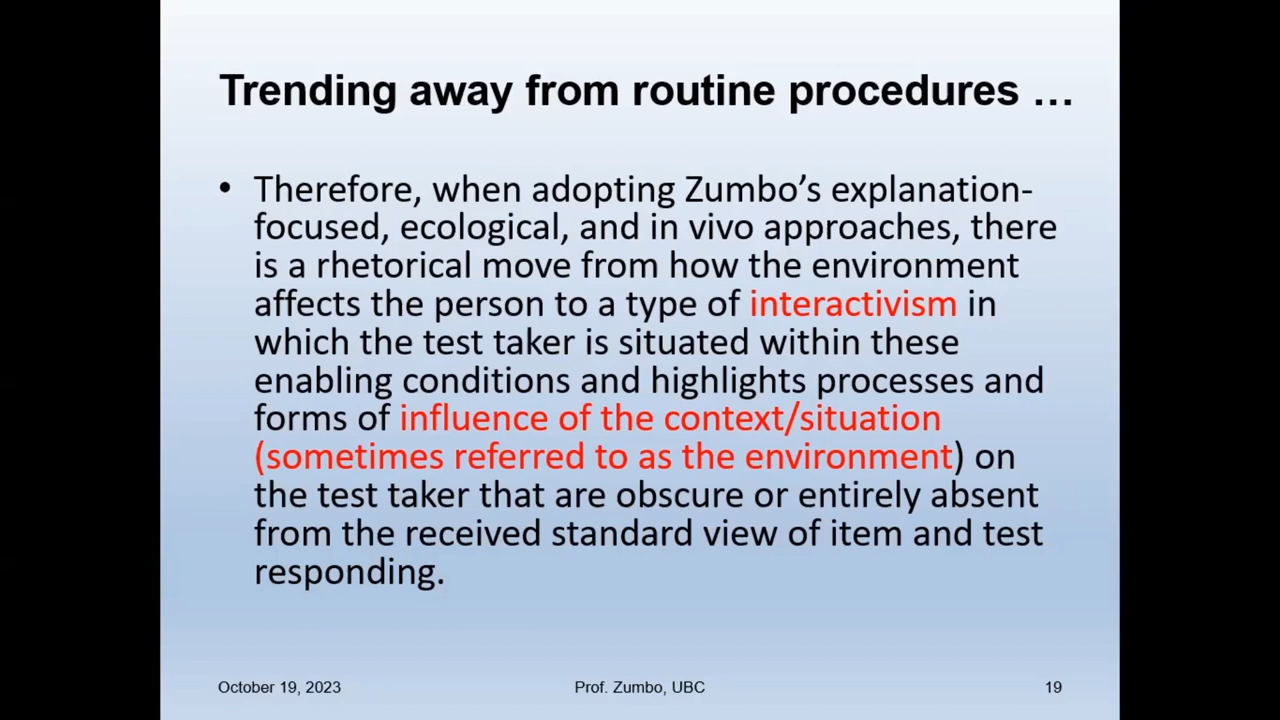 Trending away from routine procedures …
• Therefore, when adopting Zumbo’s explanation-
focused, ecological, and in vivo approaches, there
is a rhetorical move from how the environment
affects the person to a type of interactivism in
which the test taker is situated within these
enabling conditions and highlights processes and
forms of influence of the context/situation
(sometimes referred to as the environment) on
the test taker that are obscure or entirely absent
from the received standard view of item and test
responding.
October 19, 2023 Prof. Zumbo, UBC 19